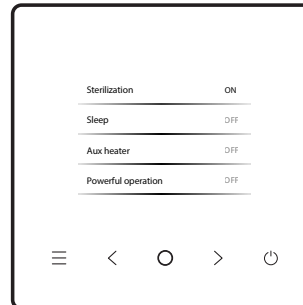 Sterilization ON
Sleep OFF
Aux heater OFF
Powerful operation OFF